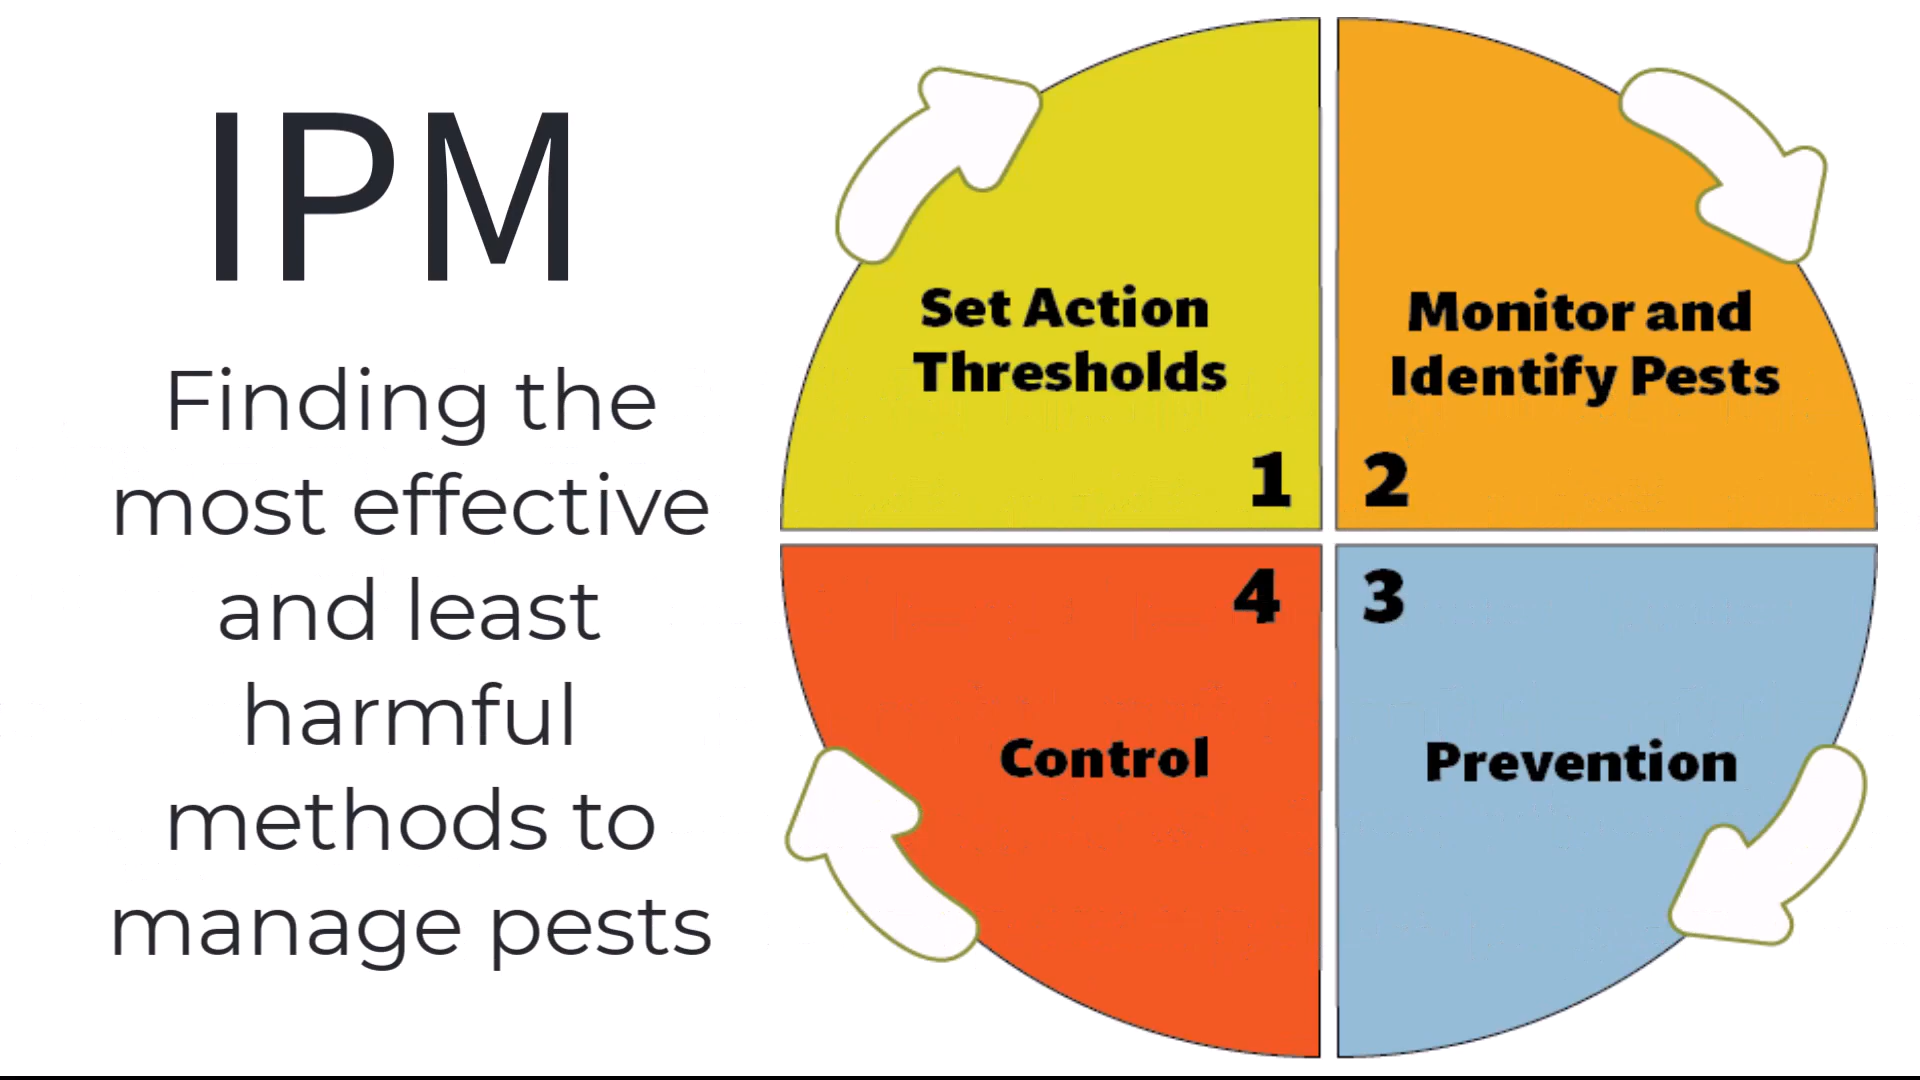 IPM
Finding the
most effective
and least
harmful
methods to
manage pests
Set Action
Thresholds
1
Monitor and
Identify Pests
2
3
Prevention
4
Control